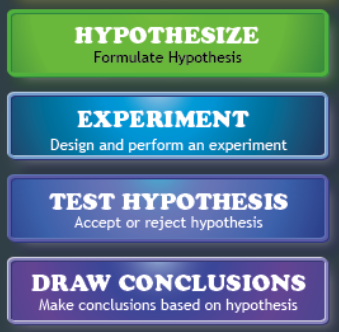 HYPOTHESIZE
Formulate Hypothesis
EXPERIMENT
Design and perform an experiment
TEST HYPOTHESIS
Accept or reject hypothesis
DRAW CONCLUSIONS
Make conclusions based on hypothesis